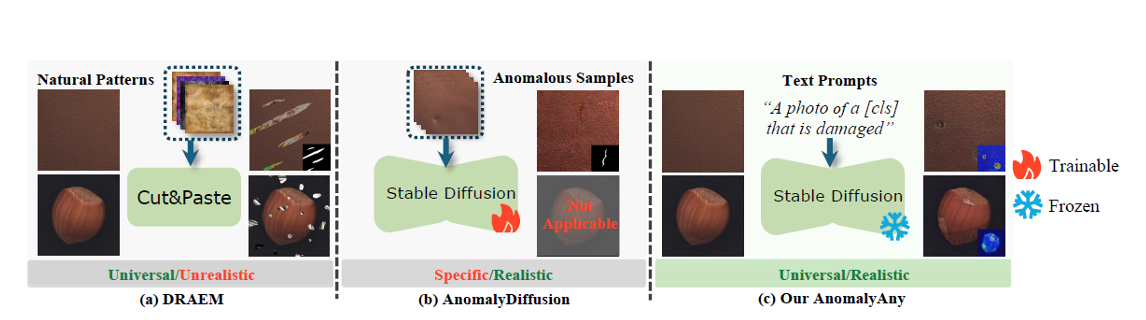 Natural Patterns
Cut&Paste
Universal/Unrealistic
(a) DRAEM
Anomalous Samples
Stable Diffusion
Not
Applicable
Specific/Realistic
(b) AnomalyDiffusion
Text Prompts
“A photo of a [cls]
that is damaged”
Stable Diffusion
Universal/Realistic
(c) Our AnomalyAny
Trainable
Frozen